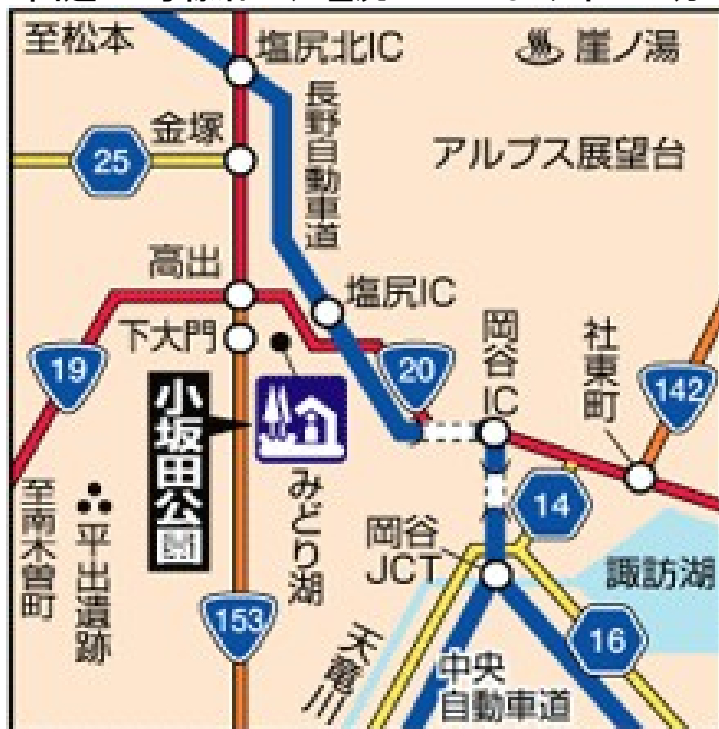 至松本
塩尻北IC
崖ノ湯
金塚
長野自動車道
25
アルプス展望台
高出
塩尻IC
下大門
岡谷IC
社東町
19
20
142
小坂田公園
みどり湖
14
至南木曽町
平出遺跡
岡谷
JCT
諏訪湖
153
16
天竜川
中央
自動車道